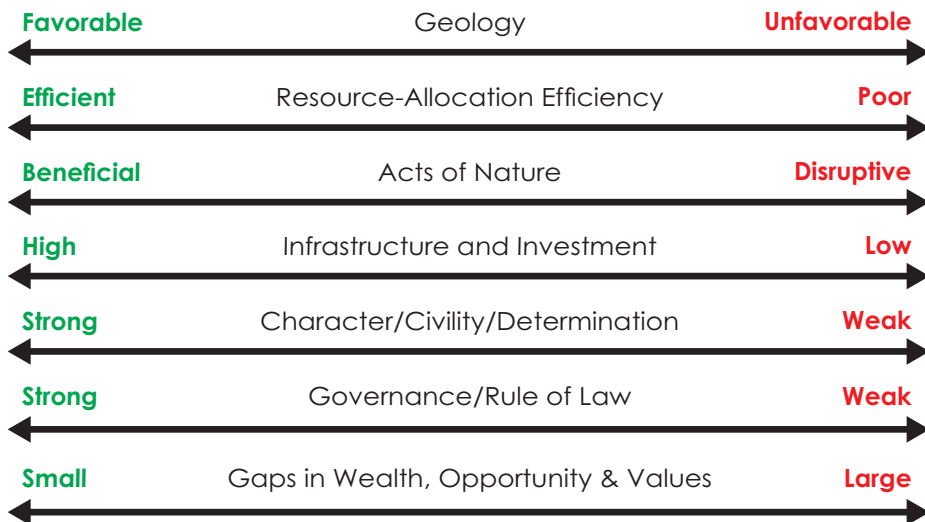 Favorable Geology Unfavorable
Efficient Resource-Allocation Efficiency Poor
Beneficial Acts of Nature Disruptive
High Infrastructure and Investment Low
Strong Character/Civility/Determination Weak
Strong Governance/Rule of Law Weak
Small Gaps in Wealth, Opportunity & Values Large